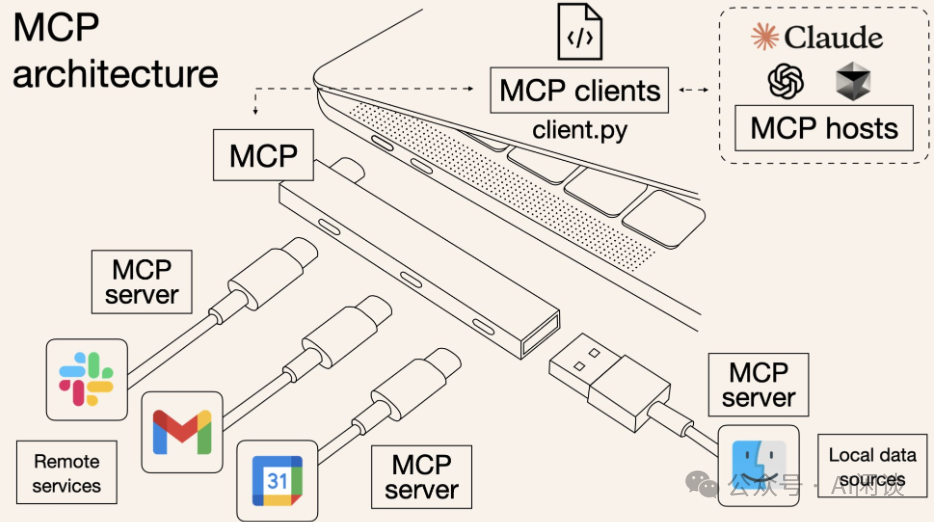 MCP
architecture
</>
Claude
MCP clients
client.py
MCP hosts
MCP
MCP
server
MCP
server
MCP
server
31
Remote
services
Local data
sources
公众号 · AI闲谈